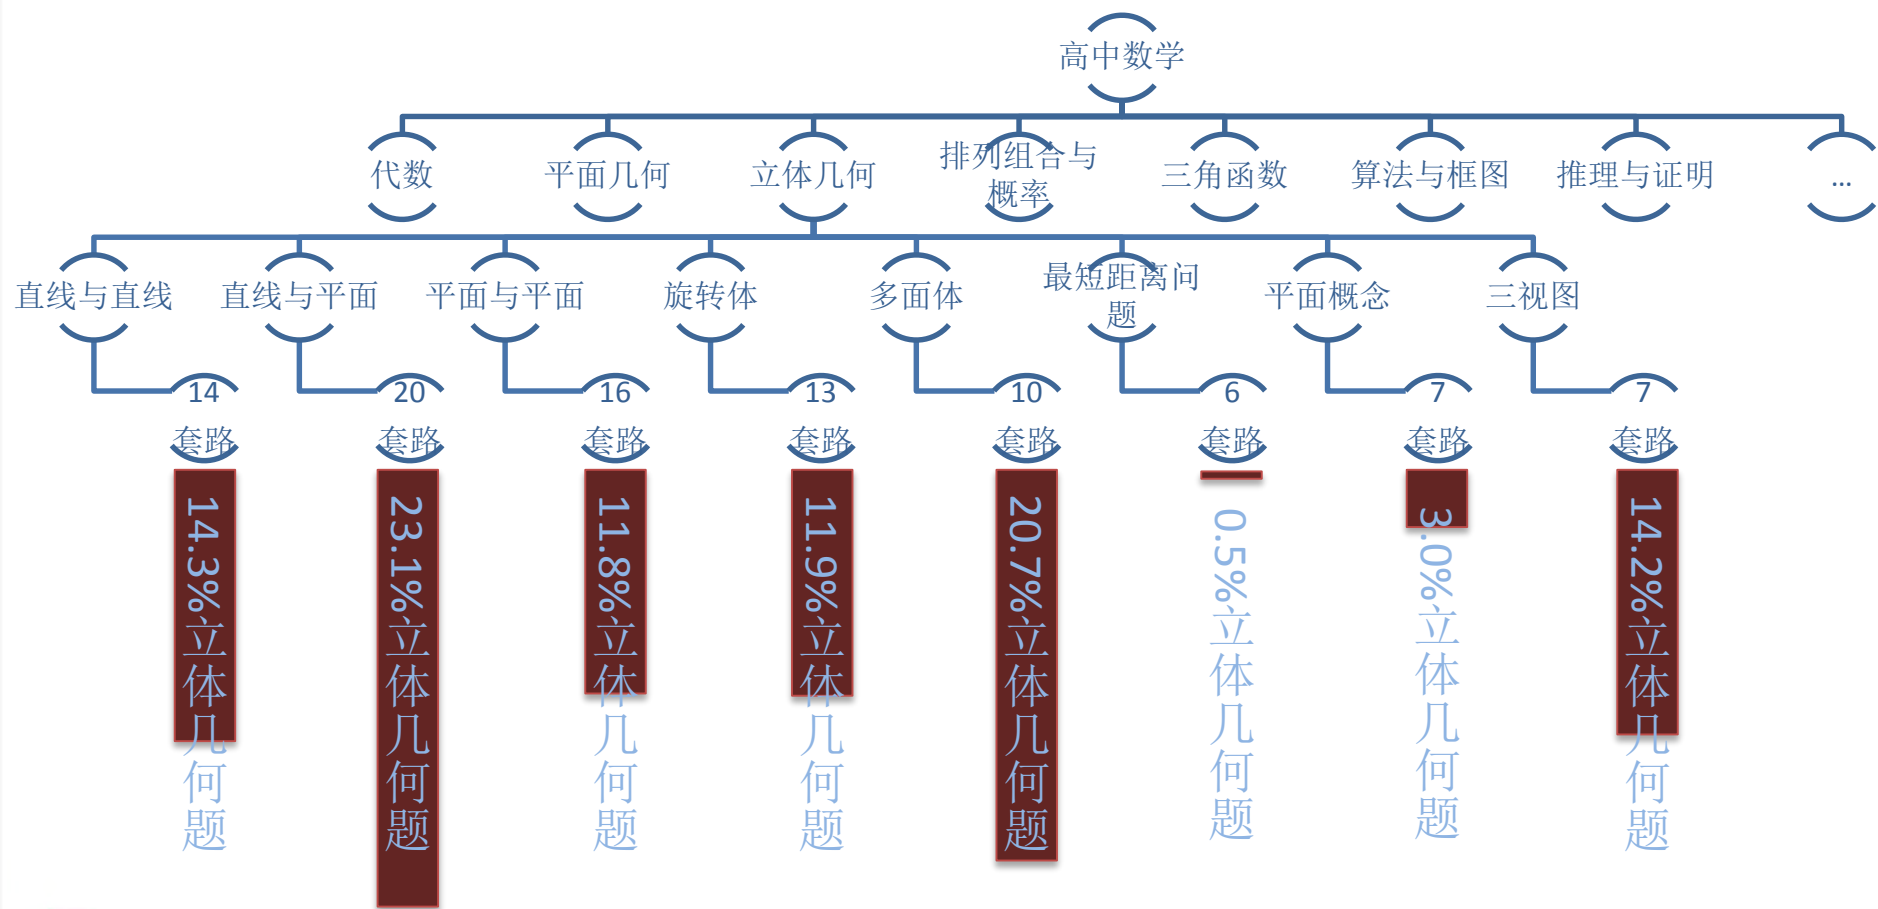 高中数学
代数
平面几何
立体几何
排列组合与
概率
三角函数
算法与框图
推理与证明
...
直线与直线
直线与平面
平面与平面
旋转体
多面体
最短距离问
题
平面概念
三视图
14
套路
20
套路
16
套路
13
套路
10
套路
6
套路
7
套路
7
套路
14.3%立体几何题
23.1%立体几何题
11.8%立体几何题
11.9%立体几何题
20.7%立体几何题
0.5%立体几何题
3.0%立体几何题
14.2%立体几何题